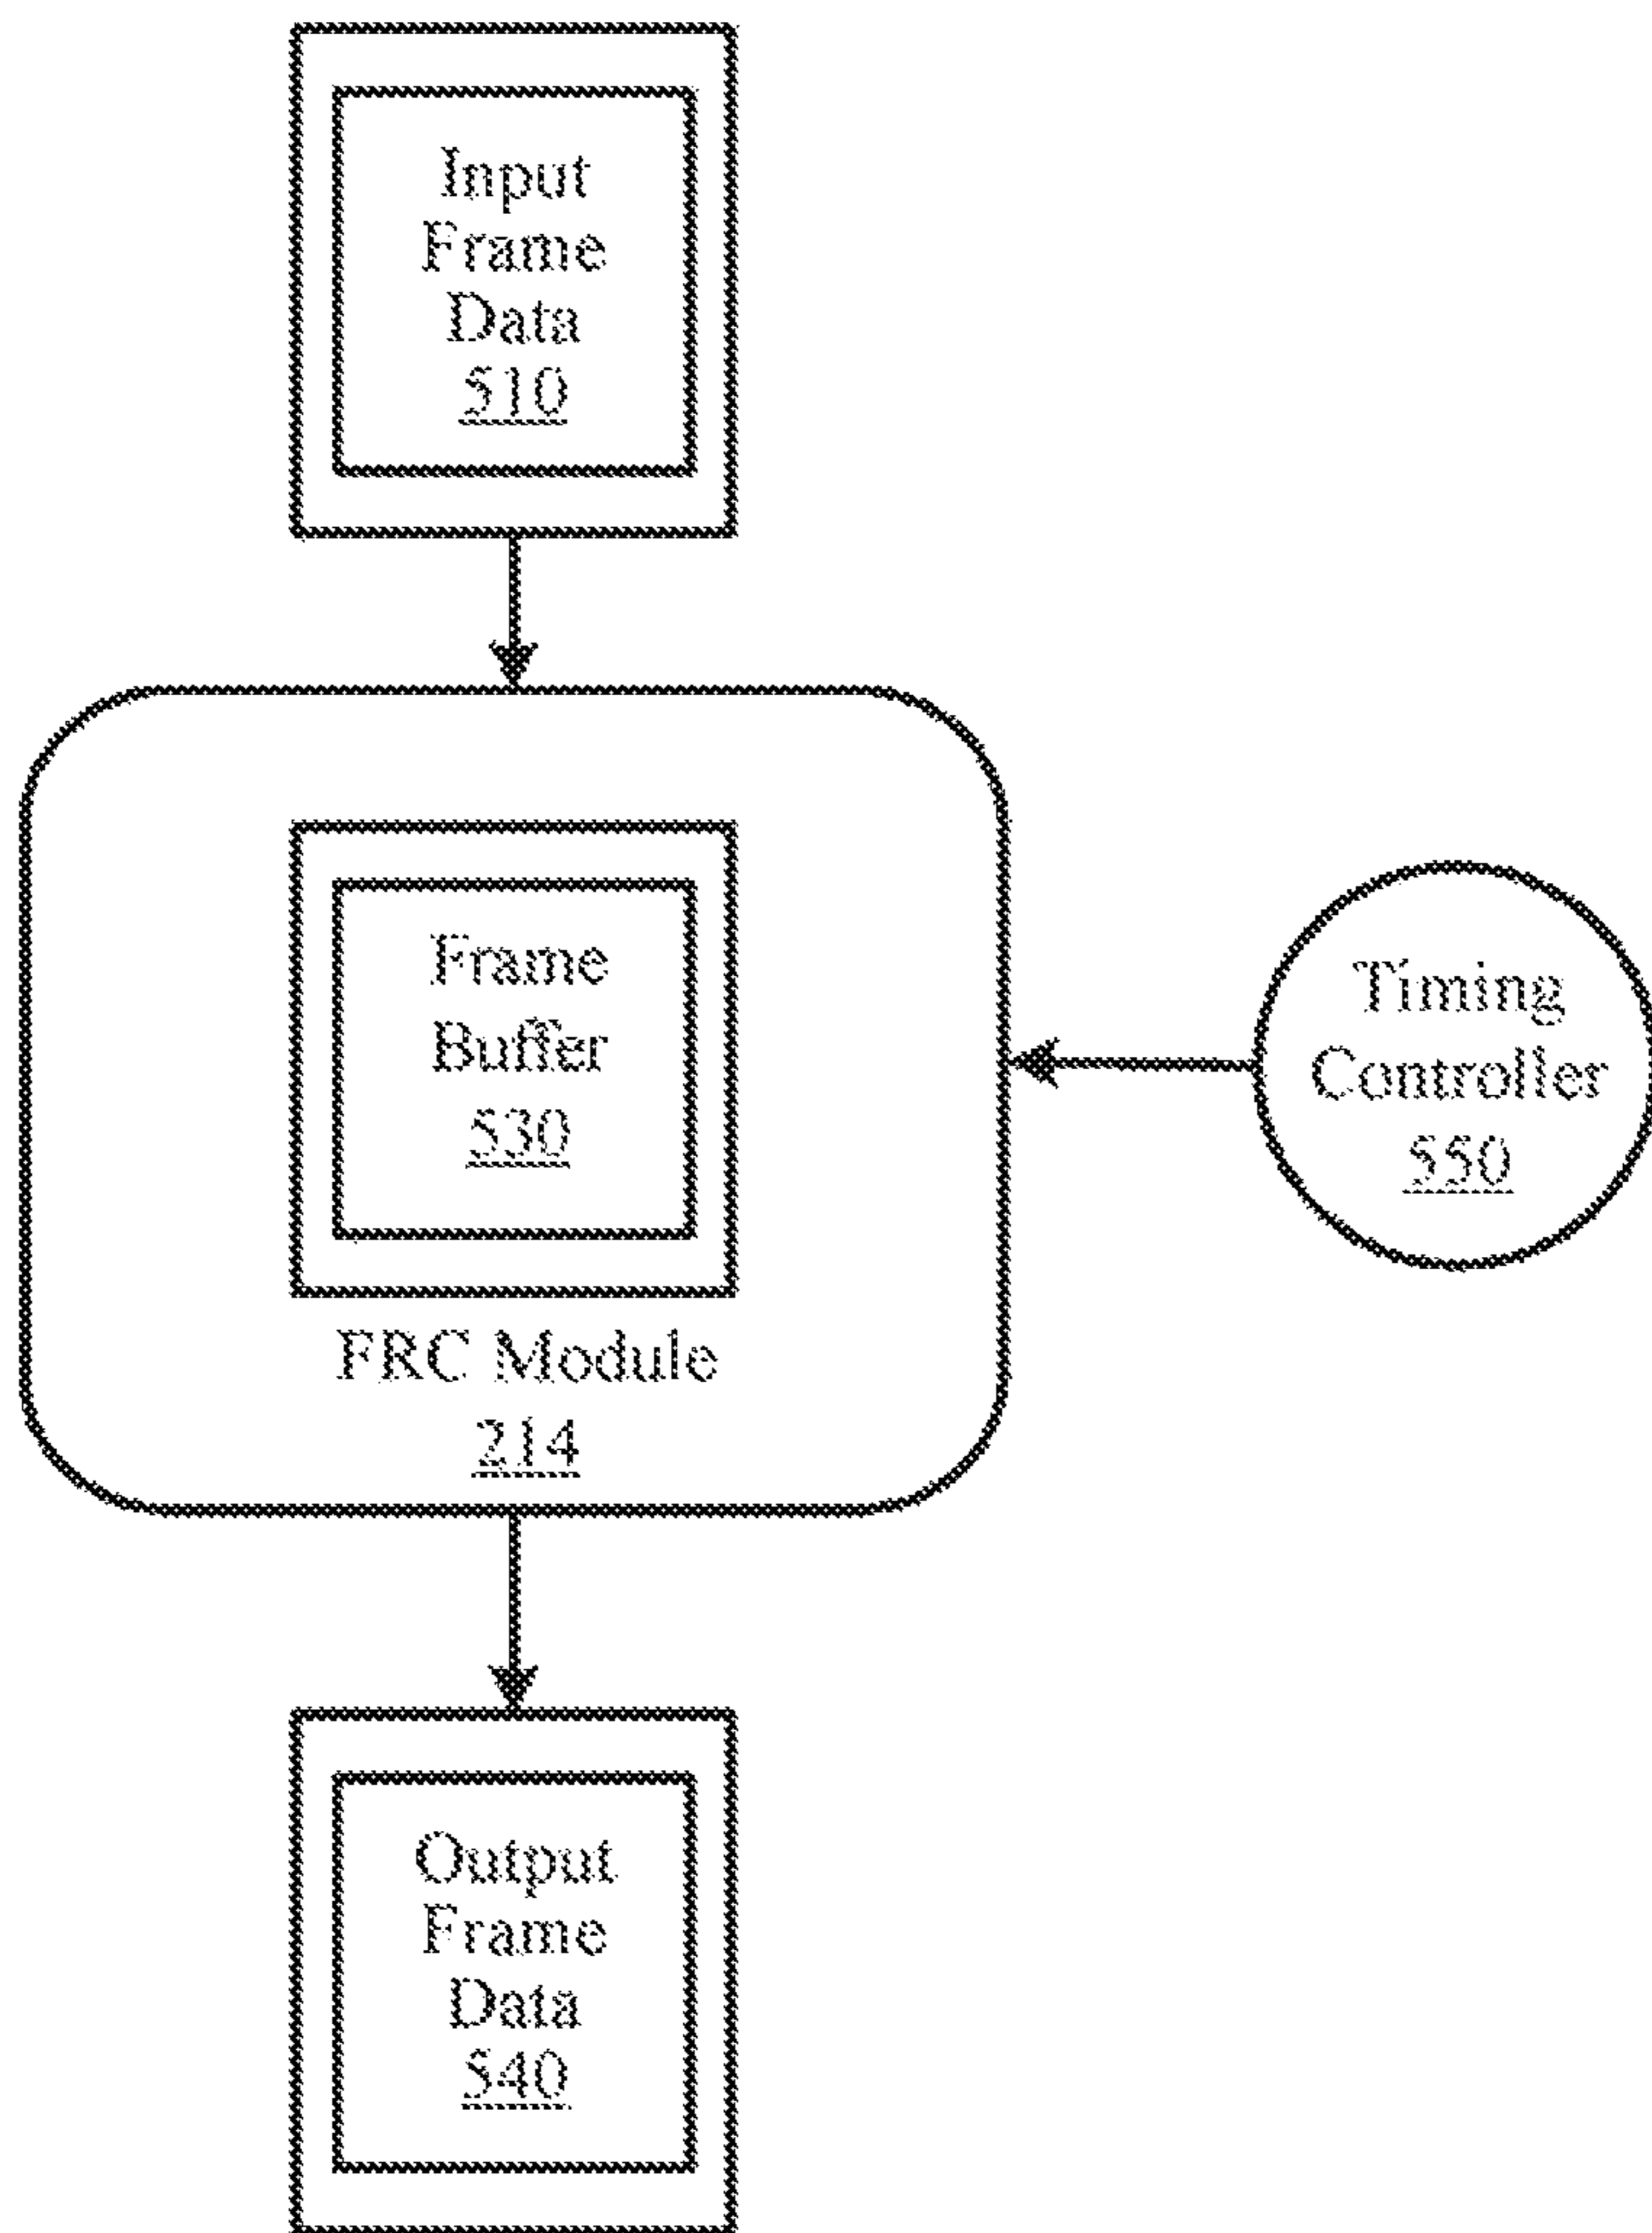 Input
Frame
Data
510
Frame
Buffer
530
FRC Module
214
Timing
Controller
550
Output
Frame
Data
540